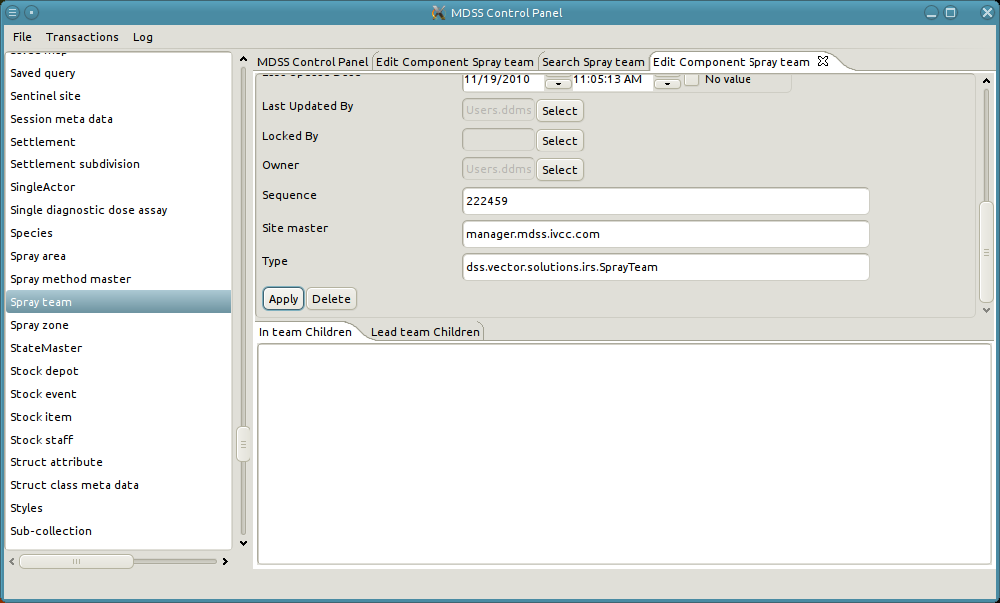 MDSS Control Panel
File Transactions Log
Saved query
Sentinel site
Session meta data
Settlement
Settlement subdivision
SingleActor
Single diagnostic dose assay
Species
Spray area
Spray method master
Spray team
Spray zone
StateMaster
Stock depot
Stock event
Stock item
Stock staff
Struct attribute
Struct class meta data
Styles
Sub-collection
MDSS Control Panel Edit Component Spray team Search Spray team Edit Component Spray team
11/19/2010 11:05:13 AM No value
Last Updated By Users.ddms Select
Locked By Select
Owner Users.ddms Select
Sequence 222459
Site master manager.mdss.ivcc.com
Type dss.vector.solutions.irs.SprayTeam
Apply Delete
In team Children Lead team Children